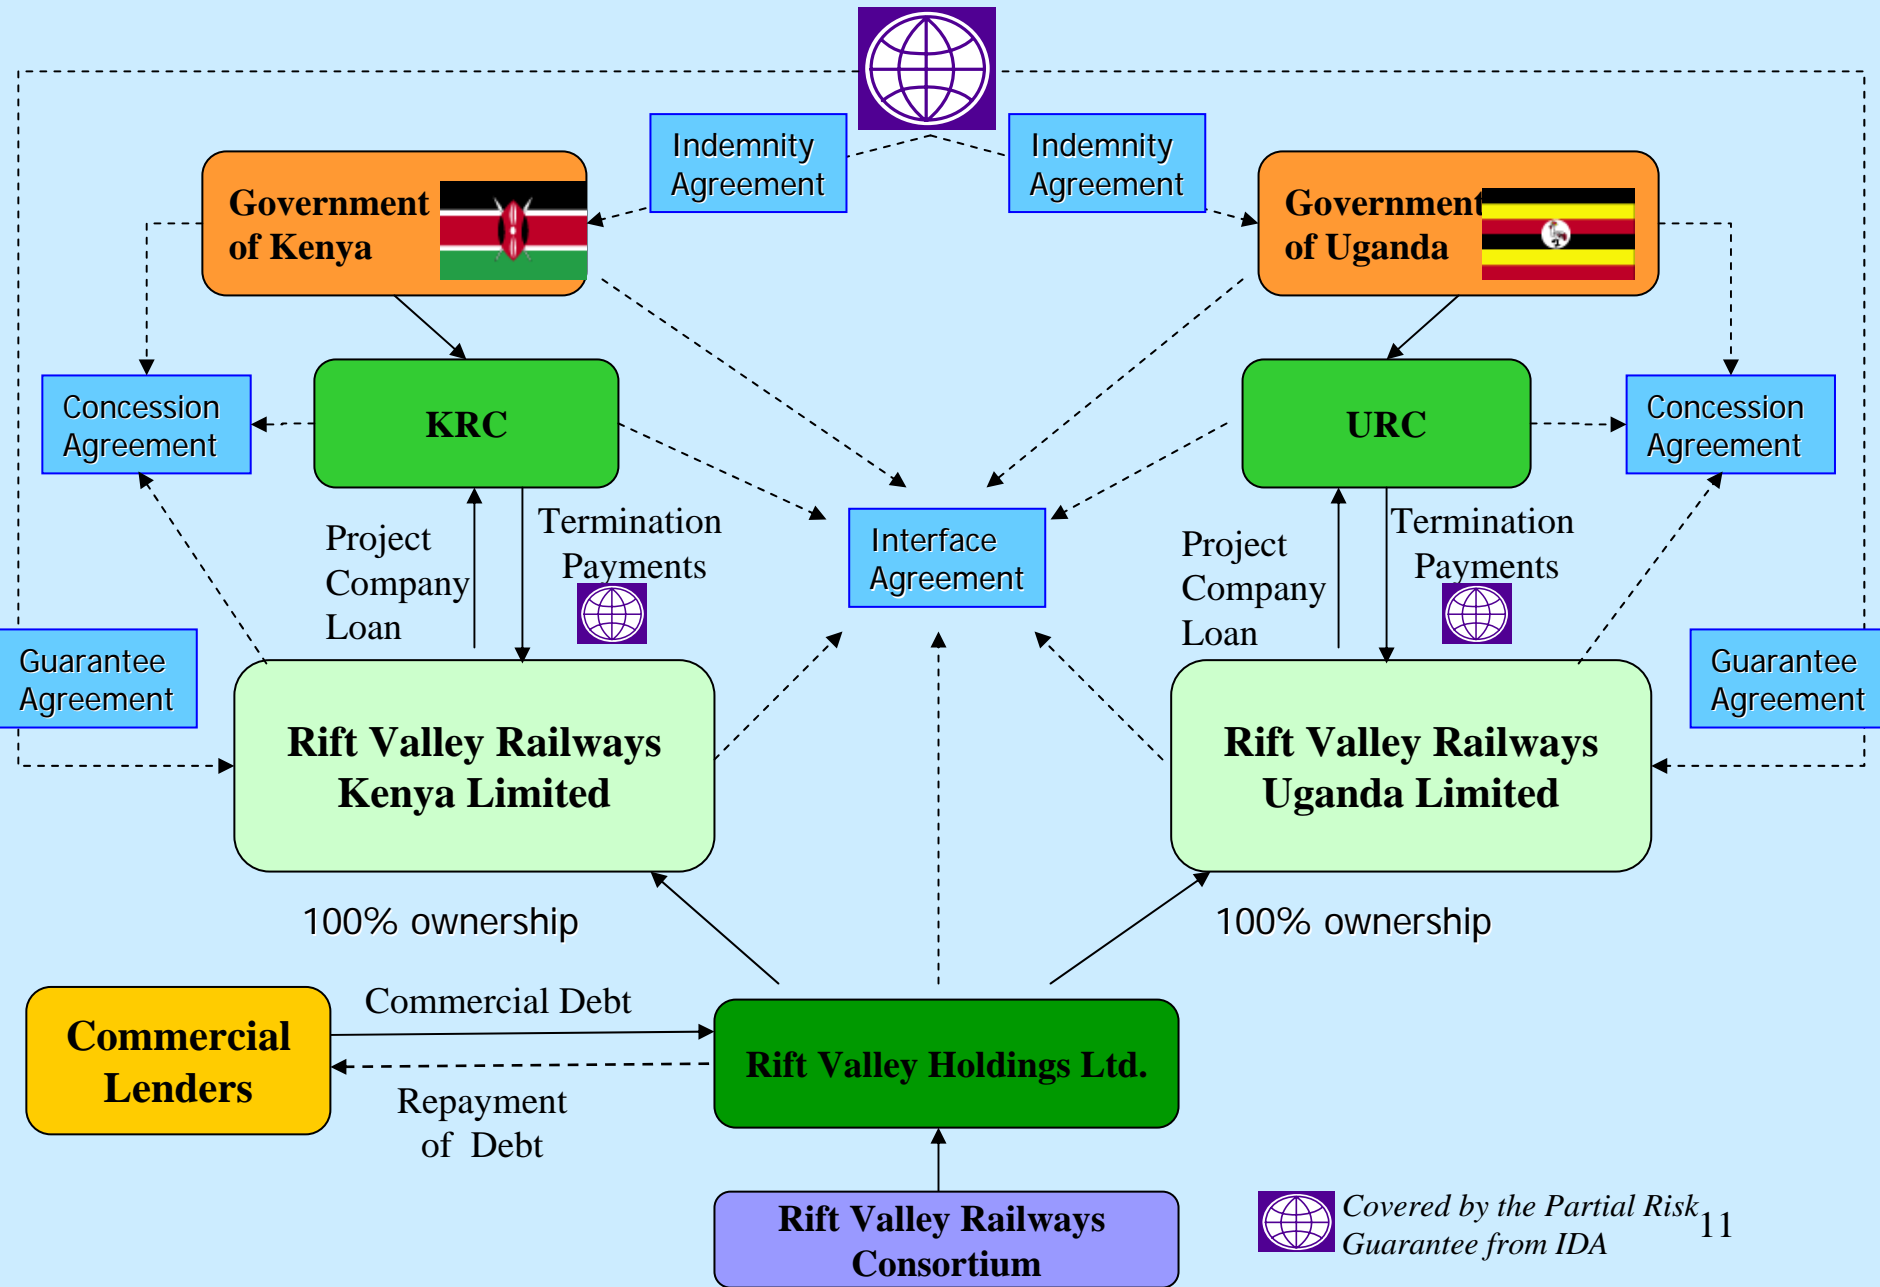 Indemnity
Agreement
Indemnity
Agreement
Government
of Kenya
Government
of Uganda
Concession
Agreement
KRC
URC
Concession
Agreement
Project
Company
Loan
Termination
Payments
Interface
Agreement
Project
Company
Loan
Termination
Payments
Guarantee
Agreement
Rift Valley Railways
Kenya Limited
Rift Valley Railways
Uganda Limited
Guarantee
Agreement
100% ownership
100% ownership
Commercial
Lenders
Commercial Debt
Repayment
of Debt
Rift Valley Holdings Ltd.
Rift Valley Railways
Consortium
Covered by the Partial Risk
Guarantee from IDA
11